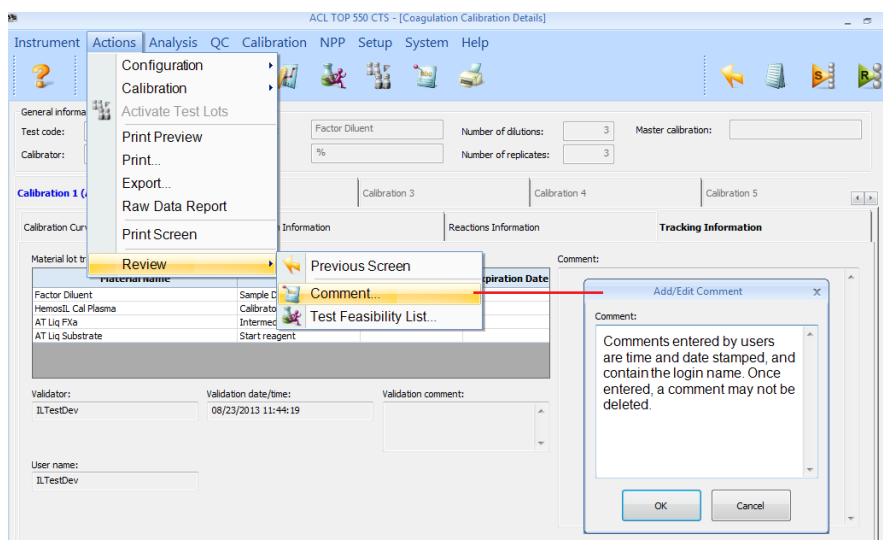 ACL TOP 550 CTS - [Coagulation Calibration Details]
Instrument Actions Analysis QC Calibration NPP Setup System Help
Configuration
Calibration
Activate Test Lots
Print Preview
Print...
Export...
Raw Data Report
Print Screen
Review
General informa
Test code:
Factor Diluent
Number of dilutions:
3
Master calibration:
Calibrator:
%
Number of replicates:
3
Calibration 1 (
Calibration 3
Calibration 4
Calibration 5
Calibration Cur
Information
Reactions Information
Tracking Information
Previous Screen
Comment...
Test Feasibility List...
Material lot tr
Comment:
Material Name
piration Date
Factor Diluent
Sample D
HemosIL Cal Plasma
Calibrato
AT Liq FXa
Intermed
AT Liq Substrate
Start reagent
Add/Edit Comment
x
Comment:
Comments entered by users
are time and date stamped, and
contain the login name. Once
entered, a comment may not be
deleted.
OK
Cancel
Validator:
Validation date/time:
Validation comment:
ILTestDev
08/23/2013 11:44:19
User name:
ILTestDev